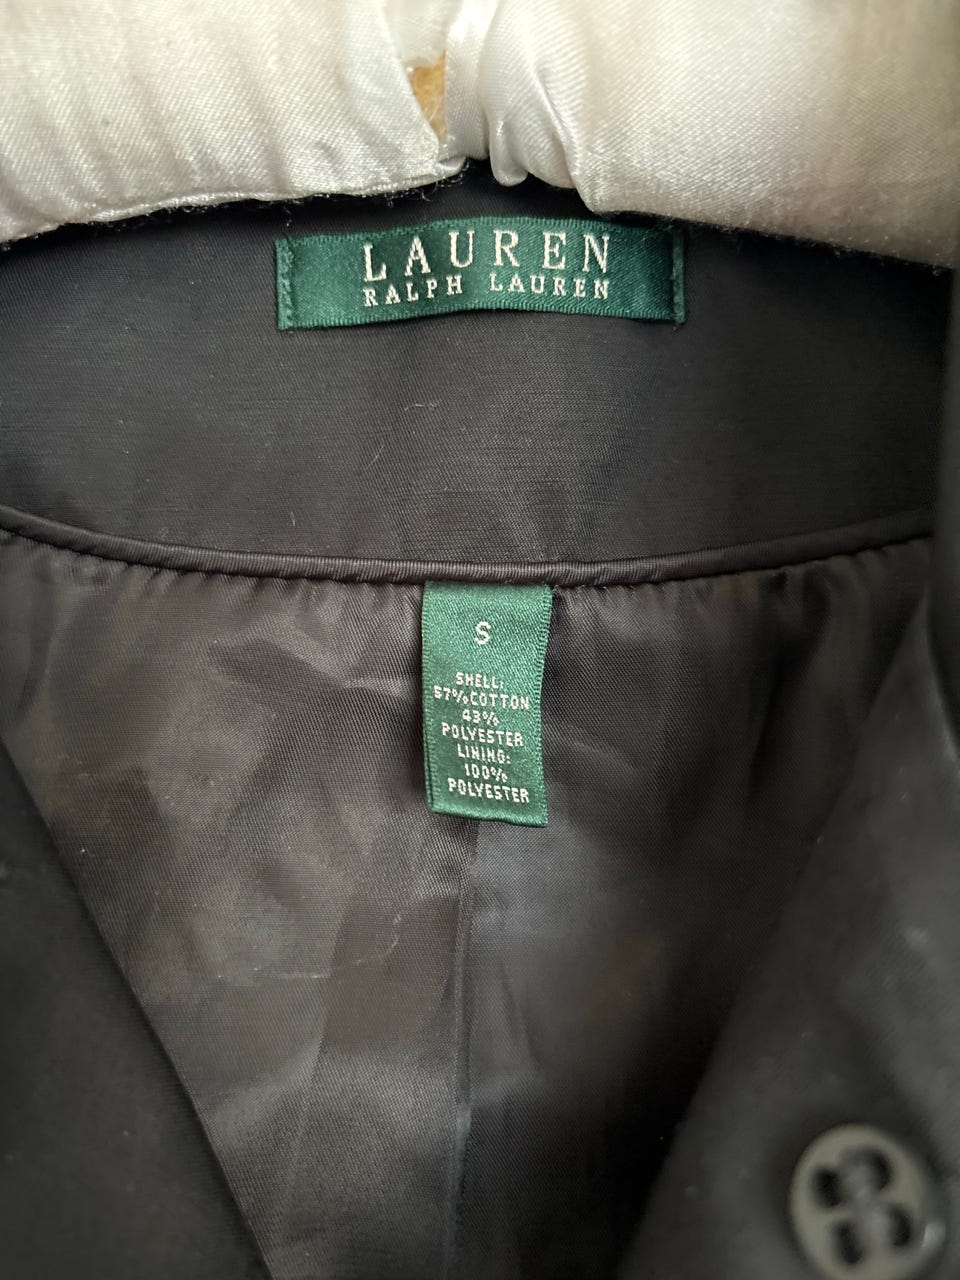 LAUREN
RALPH LAUREN
S
SHELL:
57%COTTON
43%
POLYESTER
LINING:
100%
POLYESTER